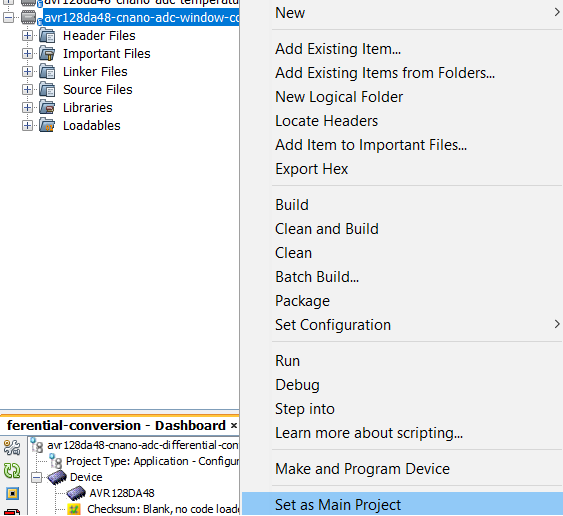 avr128da48-cnano-adc-temperatu
avr128da48-cnano-adc-window-co
Header Files
Important Files
Linker Files
Source Files
Libraries
Loadables
New
Add Existing Item...
Add Existing Items from Folders...
New Logical Folder
Locate Headers
Add Item to Important Files...
Export Hex
Build
Clean and Build
Clean
Batch Build...
Package
Set Configuration
Run
Debug
Step into
Learn more about scripting...
Make and Program Device
Set as Main Project
ferential-conversion - Dashboard ×
avr128da48-cnano-adc-differential-con
Project Type: Application - Configur
Device
AVR128DA48
Checksum: Blank, no code loade